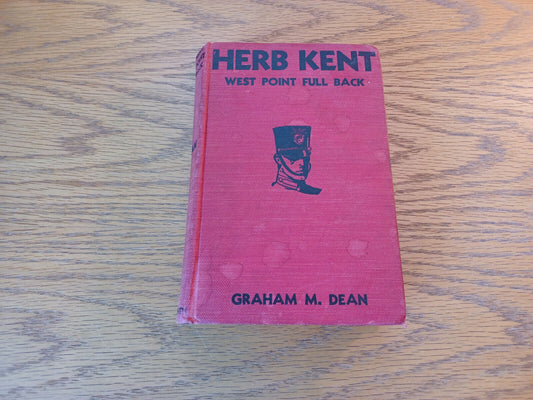 HERB KENT
WEST POINT FULL BACK
GRAHAM M. DEAN